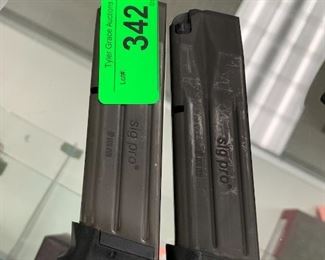 Tyler Grace Auctions
Lot#
342
sig pro®
sig pro®